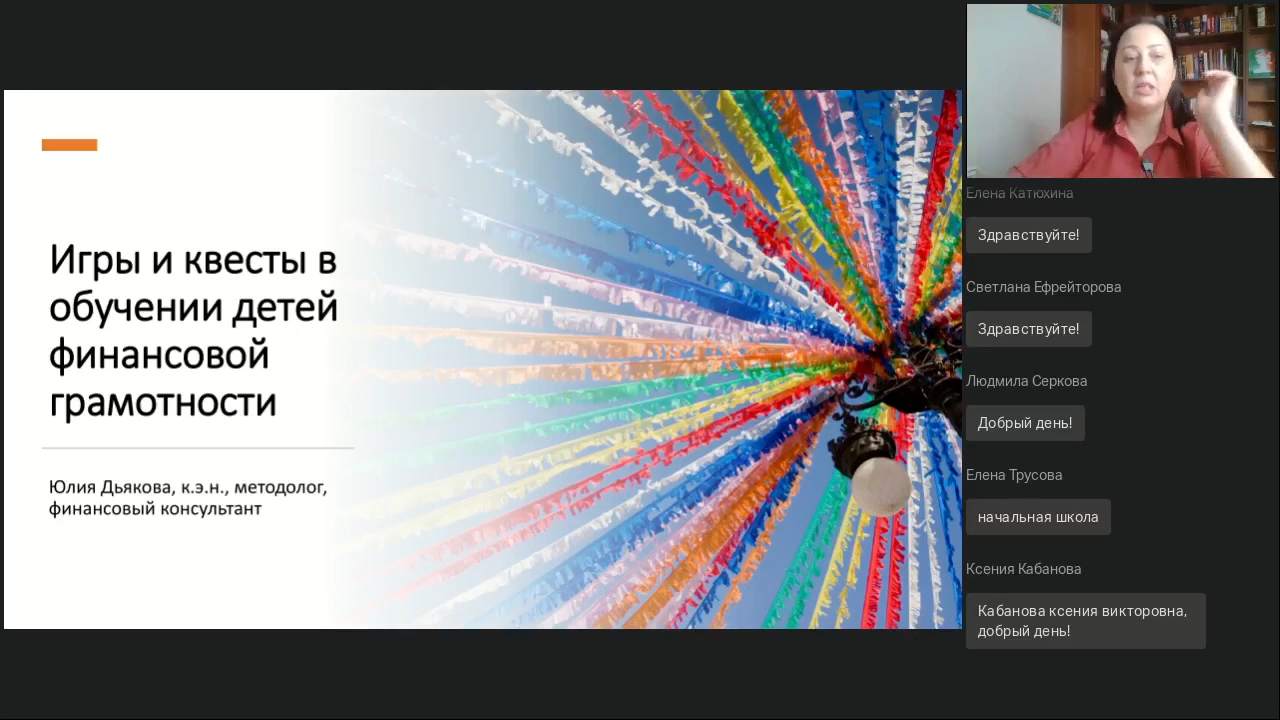 Игры и квесты в
обучении детей
финансовой
грамотности
Юлия Дьякова, к.э.н., методолог,
финансовый консультант
Елена Катюхина
Здравствуйте!
Светлана Ефрейторова
Здравствуйте!
Людмила Серкова
Добрый день!
Елена Трусова
начальная школа
Ксения Кабанова
Кабанова ксения викторовна,
добрый день!